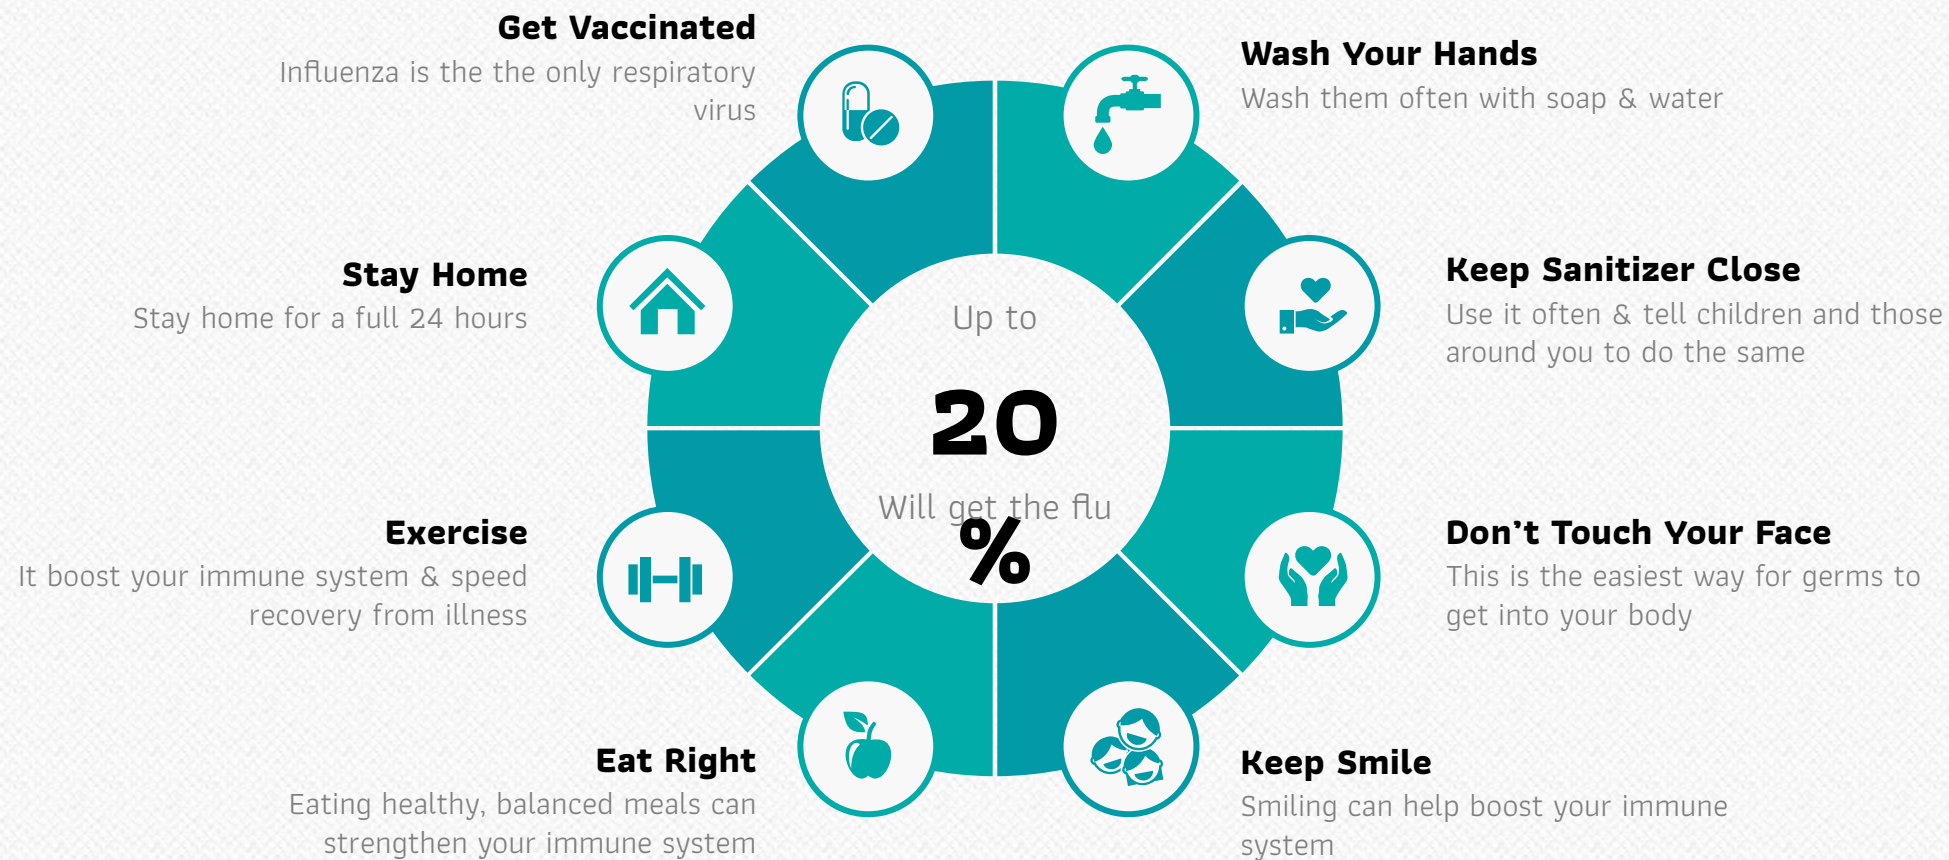 Get Vaccinated
Influenza is the the only respiratory
virus
Wash Your Hands
Wash them often with soap & water
Stay Home
Stay home for a full 24 hours
Keep Sanitizer Close
Use it often & tell children and those
around you to do the same
Up to
20
Will get the flu
%
Exercise
It boost your immune system & speed
recovery from illness
Don't Touch Your Face
This is the easiest way for germs to
get into your body
Eat Right
Eating healthy, balanced meals can
strengthen your immune system
Keep Smile
Smiling can help boost your immune
system